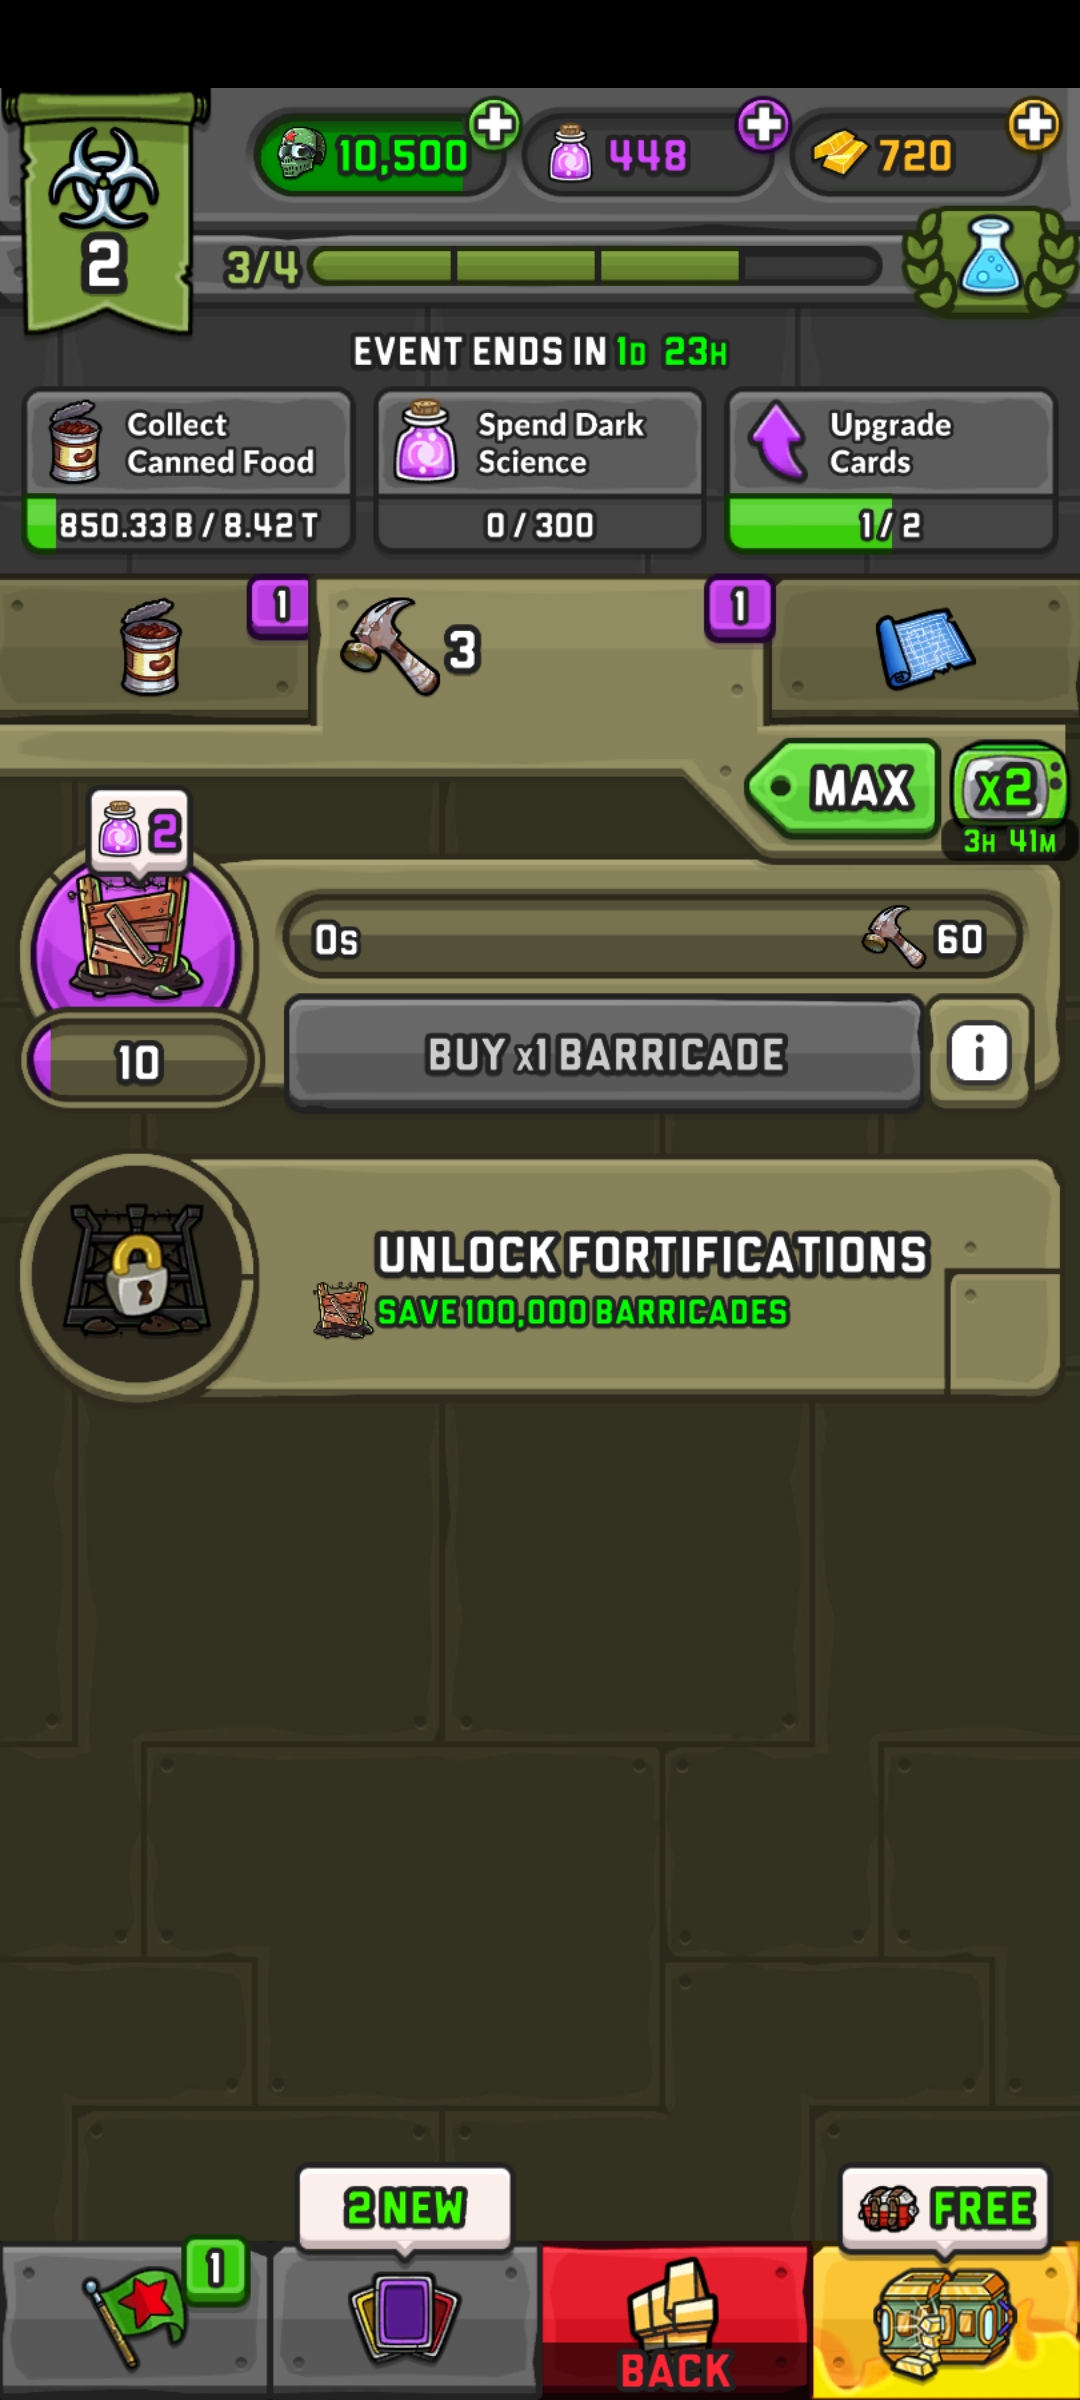 10,500
448
720
2
3/4
EVENT ENDS IN 1D 23H
Collect
Canned Food
850.33 B / 8.42 T
Spend Dark
Science
0 / 300
Upgrade
Cards
1 / 2
1
3
1
MAX
x2
3H 41M
2
0s
60
10
BUY x1 BARRICADE
i
UNLOCK FORTIFICATIONS
SAVE 100,000 BARRICADES
2 NEW
FREE
1
BACK